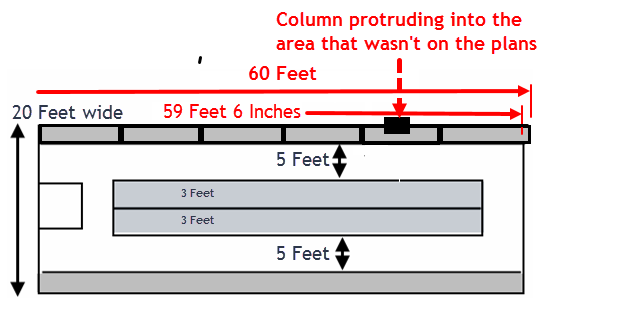 Column protruding into the
area that wasn't on the plans
60 Feet
20 Feet wide
59 Feet 6 Inches
5 Feet
3 Feet
3 Feet
5 Feet